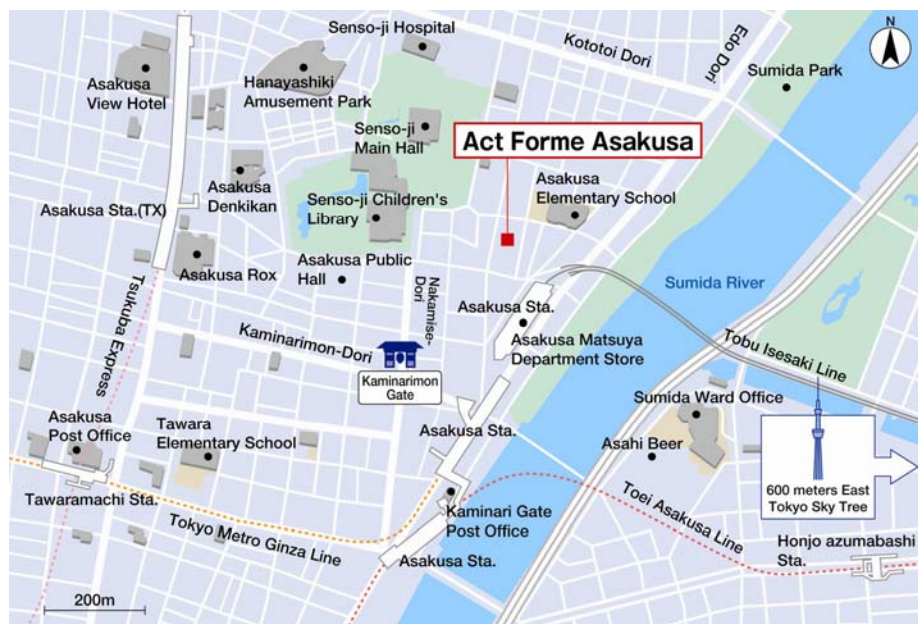 Senso-ji Hospital
Kototoi Dori
Edo Dori
N
Sumida Park
Asakusa
View Hotel
Hanayashiki
Amusement Park
Senso-ji
Main Hall
Act Forme Asakusa
Asakusa
Denkikan
Asakusa
Elementary School
Senso-ji Children's
Library
Asakusa Sta.(TX)
Asakusa Rox
Asakusa Public
Hall
Nakamise-
Dori
Sumida River
Tsukuba Express
Asakusa Sta.
Asakusa Matsuya
Department Store
Kaminarimon-Dori
Kaminarimon
Gate
Tobu Isesaki Line
Sumida Ward Office
Asakusa
Post Office
Tawara
Elementary School
Asakusa Sta.
Asahi Beer
600 meters East
Tokyo Sky Tree
Tawaramachi Sta.
Kaminari Gate
Post Office
Toei Asakusa Line
Tokyo Metro Ginza Line
Asakusa Sta.
Honjo azumabashi
Sta.
200m